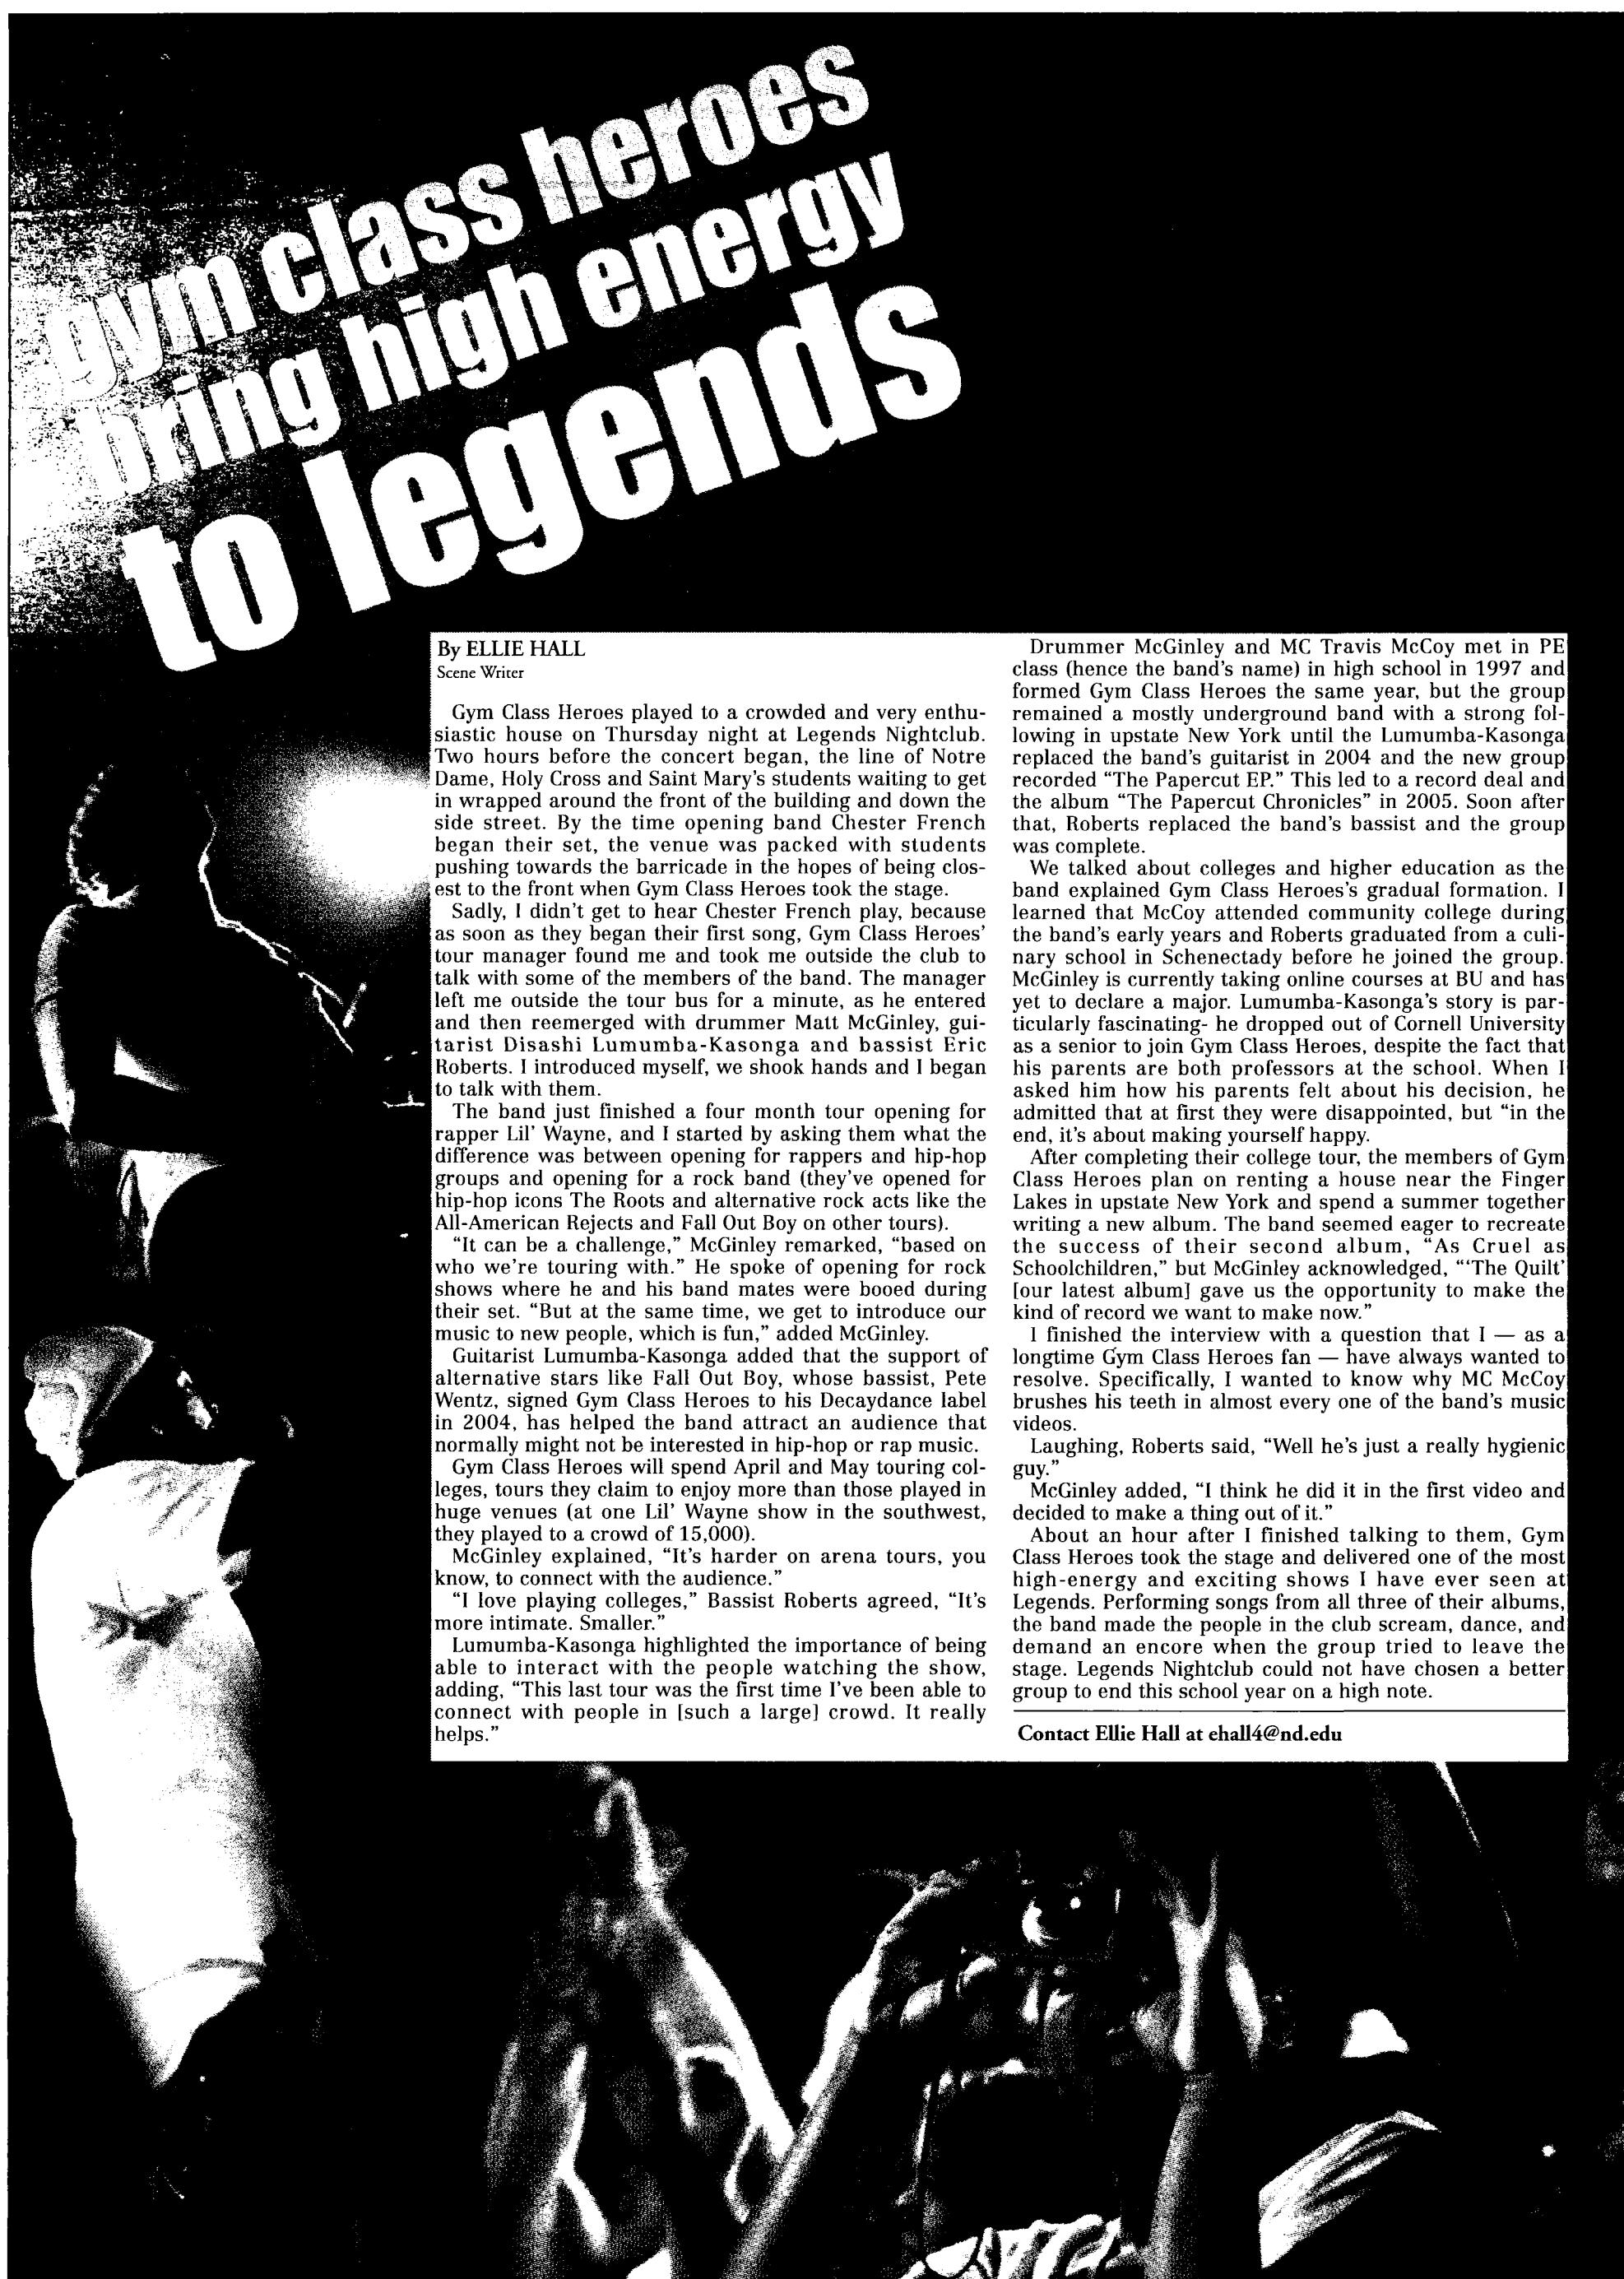 gym class heroes
bring high energy
to legends
By ELLIE HALL
Scene Writer
Gym Class Heroes played to a crowded and very enthu-
siastic house on Thursday night at Legends Nightclub.
Two hours before the concert began, the line of Notre
Dame, Holy Cross and Saint Mary's students waiting to get
in wrapped around the front of the building and down the
side street. By the time opening band Chester French
began their set, the venue was packed with students
pushing towards the barricade in the hopes of being clos-
est to the front when Gym Class Heroes took the stage.
Sadly, I didn't get to hear Chester French play, because
as soon as they began their first song, Gym Class Heroes'
tour manager found me and took me outside the club to
talk with some of the members of the band. The manager
left me outside the tour bus for a minute, as he entered
and then reemerged with drummer Matt McGinley, gui-
tarist Disashi Lumumba-Kasonga and bassist Eric
Roberts. I introduced myself, we shook hands and I began
to talk with them.
The band just finished a four month tour opening for
rapper Lil' Wayne, and I started by asking them what the
difference was between opening for rappers and hip-hop
groups and opening for a rock band (they've opened for
hip-hop icons The Roots and alternative rock acts like the
All-American Rejects and Fall Out Boy on other tours).
"It can be a challenge," McGinley remarked, "based on
who we're touring with." He spoke of opening for rock
shows where he and his band mates were booed during
their set. "But at the same time, we get to introduce our
music to new people, which is fun," added McGinley.
Guitarist Lumumba-Kasonga added that the support of
alternative stars like Fall Out Boy, whose bassist, Pete
Wentz, signed Gym Class Heroes to his Decaydance label
in 2004, has helped the band attract an audience that
normally might not be interested in hip-hop or rap music.
Gym Class Heroes will spend April and May touring col-
leges, tours they claim to enjoy more than those played in
huge venues (at one Lil' Wayne show in the southwest,
they played to a crowd of 15,000).
McGinley explained, "It's harder on arena tours, you
know, to connect with the audience."
"I love playing colleges," Bassist Roberts agreed, "It's
more intimate. Smaller."
Lumumba-Kasonga highlighted the importance of being
able to interact with the people watching the show,
adding, "This last tour was the first time I've been able to
connect with people in [such a large] crowd. It really
helps."
Drummer McGinley and MC Travis McCoy met in PE
class (hence the band's name) in high school in 1997 and
formed Gym Class Heroes the same year, but the group
remained a mostly underground band with a strong fol-
lowing in upstate New York until the Lumumba-Kasonga
replaced the band's guitarist in 2004 and the new group
recorded "The Papercut EP." This led to a record deal and
the album "The Papercut Chronicles" in 2005. Soon after
that, Roberts replaced the band's bassist and the group
was complete.
We talked about colleges and higher education as the
band explained Gym Class Heroes's gradual formation. I
learned that McCoy attended community college during
the band's early years and Roberts graduated from a culi-
nary school in Schenectady before he joined the group.
McGinley is currently taking online courses at BU and has
yet to declare a major. Lumumba-Kasonga's story is par-
ticularly fascinating- he dropped out of Cornell University
as a senior to join Gym Class Heroes, despite the fact that
his parents are both professors at the school. When I
asked him how his parents felt about his decision, he
admitted that at first they were disappointed, but "in the
end, it's about making yourself happy.
After completing their college tour, the members of Gym
Class Heroes plan on renting a house near the Finger
Lakes in upstate New York and spend a summer together
writing a new album. The band seemed eager to recreate
the success of their second album, "As Cruel as
Schoolchildren," but McGinley acknowledged, "'The Quilt'
[our latest album] gave us the opportunity to make the
kind of record we want to make now."
I finished the interview with a question that I — as a
longtime Gym Class Heroes fan — have always wanted to
resolve. Specifically, I wanted to know why MC McCoy
brushes his teeth in almost every one of the band's music
videos.
Laughing, Roberts said, "Well he's just a really hygienic
guy."
McGinley added, "I think he did it in the first video and
decided to make a thing out of it."
About an hour after I finished talking to them, Gym
Class Heroes took the stage and delivered one of the most
high-energy and exciting shows I have ever seen at
Legends. Performing songs from all three of their albums,
the band made the people in the club scream, dance, and
demand an encore when the group tried to leave the
stage. Legends Nightclub could not have chosen a better
group to end this school year on a high note.
Contact Ellie Hall at ehall4@nd.edu